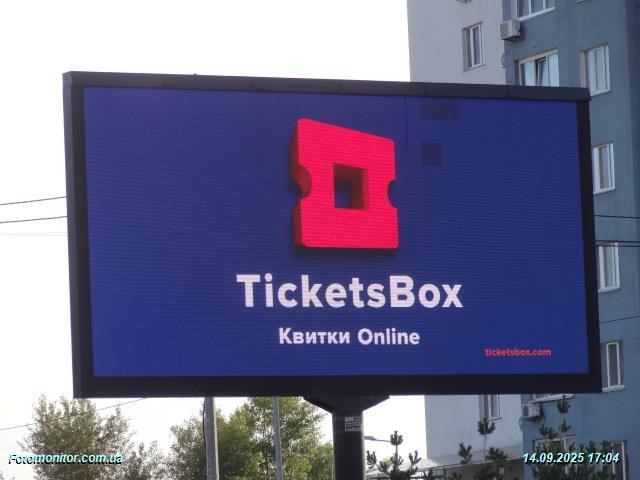 TicketsBox
Квитки Online
ticketsbox.com
Fotomonitor.com.ua
14.09.2025 17:04